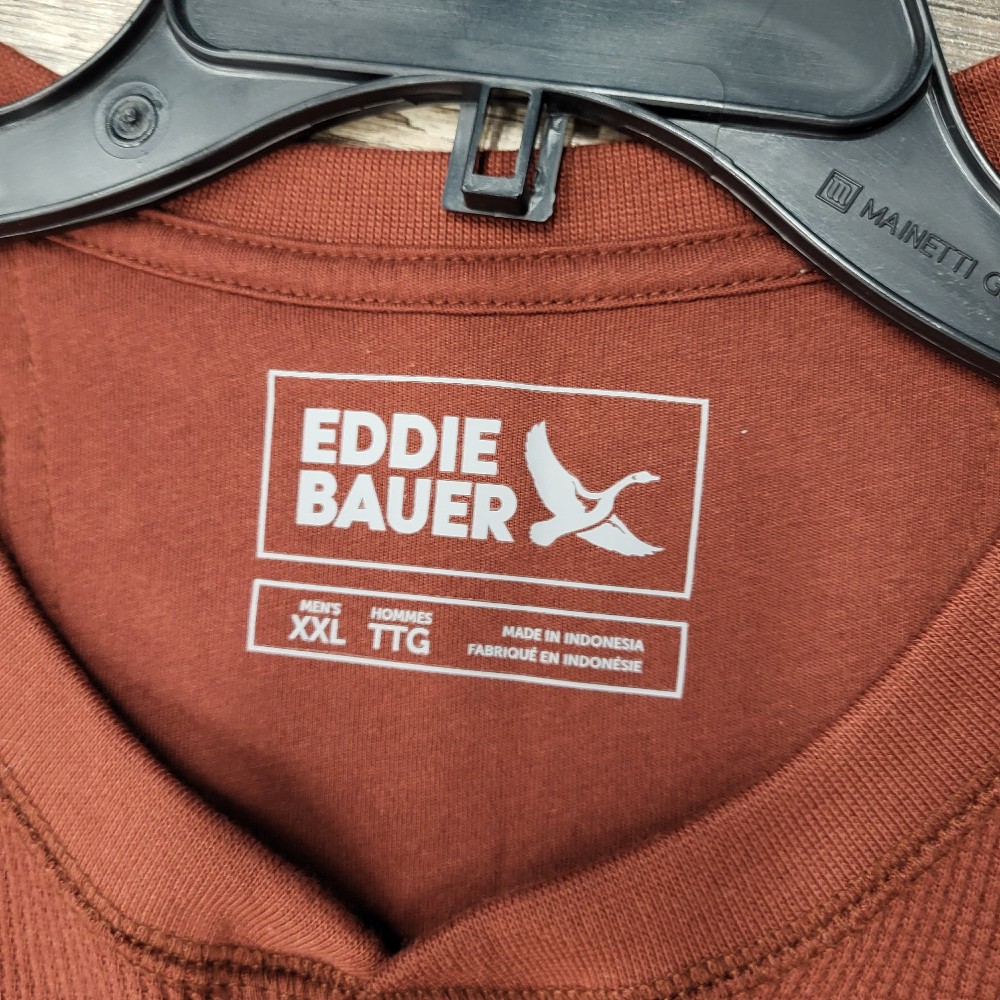 MAINETTI
EDDIE
BAUER
MEN'S
XXL
HOMMES
TTG
MADE IN INDONESIA
FABRIQUÉ EN INDONÉSIE